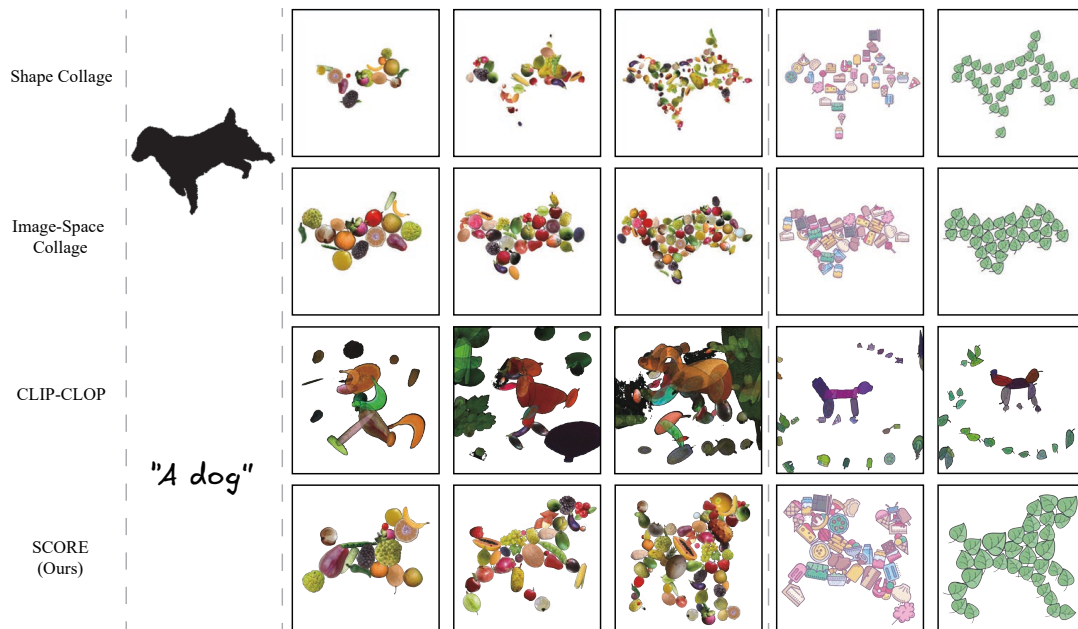 Shape Collage
Image-Space
Collage
CLIP-CLOP
"A dog"
SCORE
(Ours)